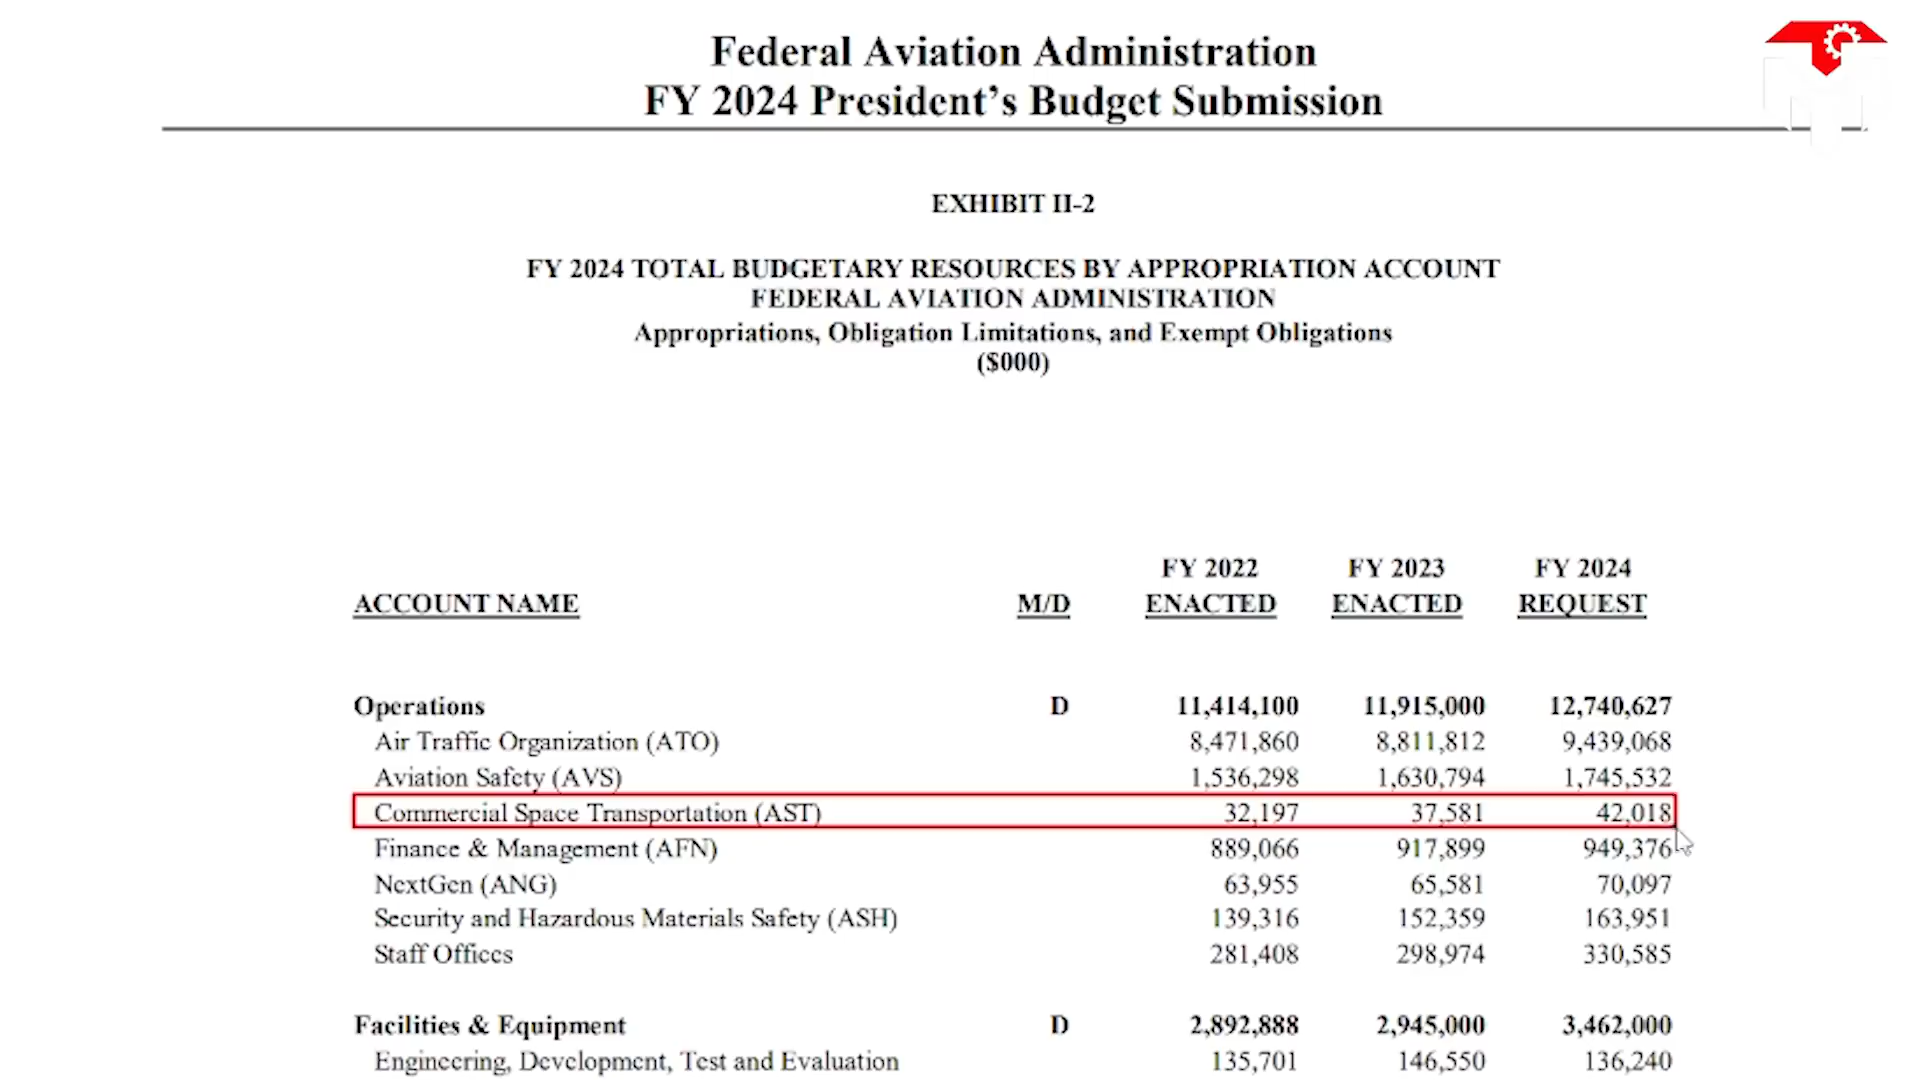 Federal Aviation Administration
FY 2024 President's Budget Submission
EXHIBIT II-2
FY 2024 TOTAL BUDGETARY RESOURCES BY APPROPRIATION ACCOUNT
FEDERAL AVIATION ADMINISTRATION
Appropriations, Obligation Limitations, and Exempt Obligations
($000)
FY 2022 FY 2023 FY 2024
ACCOUNT NAME M/D ENACTED ENACTED REQUEST
Operations D 11,414,100 11,915,000 12,740,627
Air Traffic Organization (ATO) 8,471,860 8,811,812 9,439,068
Aviation Safety (AVS) 1,536,298 1,630,794 1,745,532
Commercial Space Transportation (AST) 32,197 37,581 42,018
Finance & Management (AFN) 889,066 917,899 949,376
NextGen (ANG) 63,955 65,581 70,097
Security and Hazardous Materials Safety (ASH) 139,316 152,359 163,951
Staff Offices 281,408 298,974 330,585
Facilities & Equipment D 2,892,888 2,945,000 3,462,000
Engineering, Development, Test and Evaluation 135,701 146,550 136,240